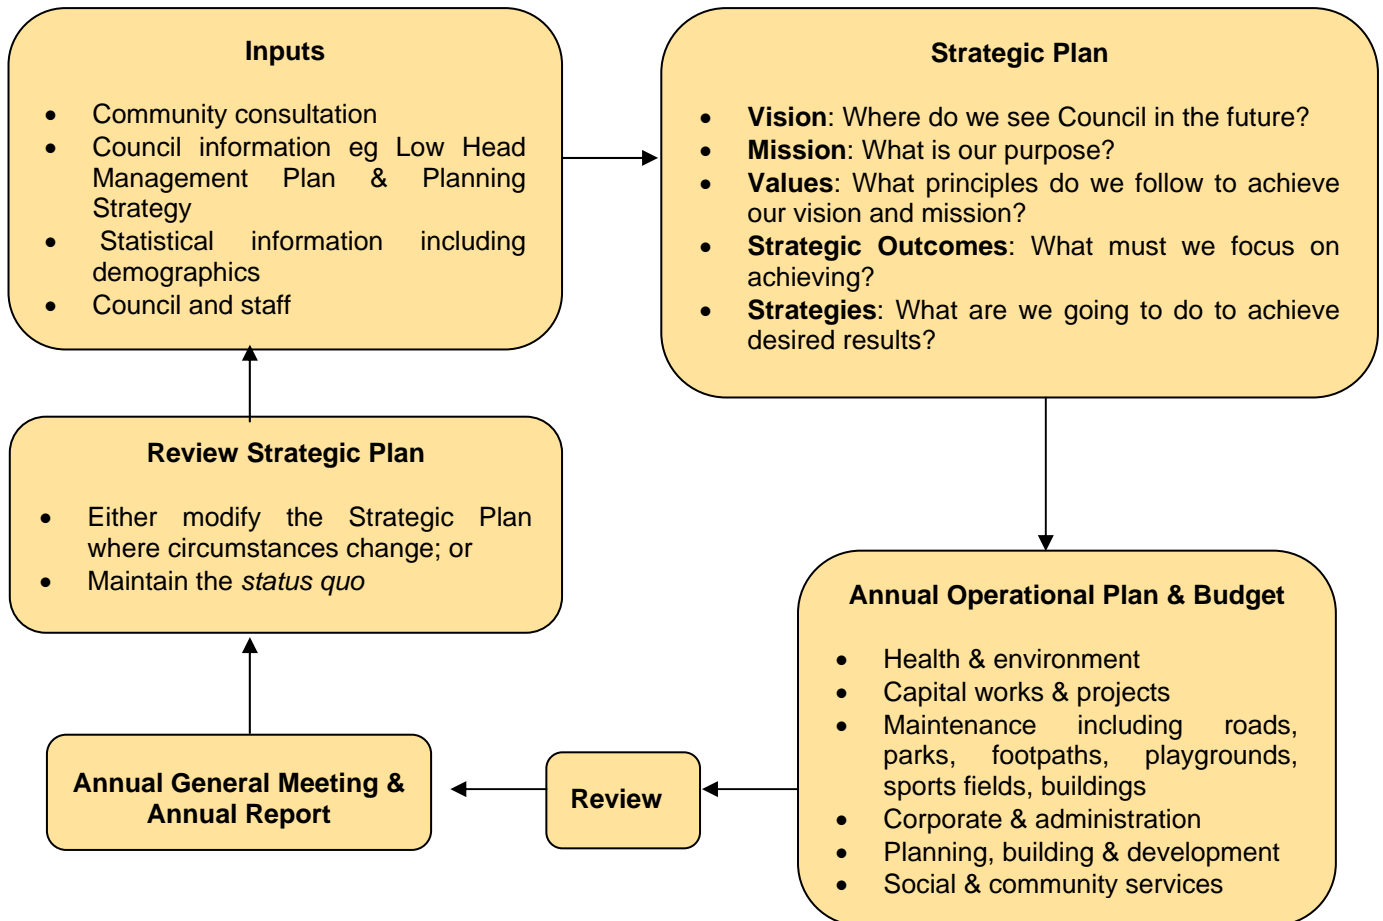 Inputs
• Community consultation
• Council information eg Low Head
Management Plan & Planning
Strategy
• Statistical information including
demographics
• Council and staff
Strategic Plan
• Vision: Where do we see Council in the future?
• Mission: What is our purpose?
• Values: What principles do we follow to achieve
our vision and mission?
• Strategic Outcomes: What must we focus on
achieving?
• Strategies: What are we going to do to achieve
desired results?
Review Strategic Plan
• Either modify the Strategic Plan
where circumstances change; or
• Maintain the status quo
Annual Operational Plan & Budget
• Health & environment
• Capital works & projects
• Maintenance including roads,
parks, footpaths, playgrounds,
sports fields, buildings
• Corporate & administration
• Planning, building & development
• Social & community services
Review
Annual General Meeting &
Annual Report